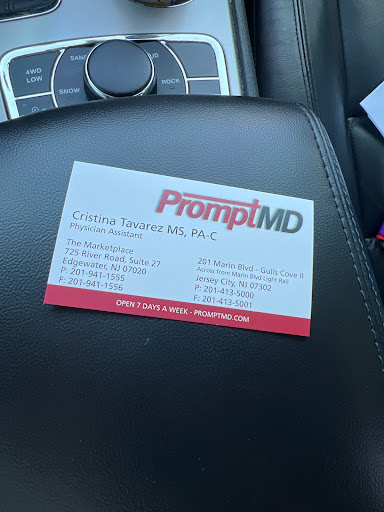 4WD
LOW
SAN
UD
SNOW
ROCK
PromptMD
Cristina Tavarez MS, PA-C
Physician Assistant
The Marketplace
725 River Road, Suite 27
Edgewater, NJ 07020
P: 201-941-1555
F: 201-941-1556
201 Marin Blvd - Gulls Cove II
Across from Marin Blvd Light Rail
Jersey City, NJ 07302
P: 201-413-5000
F: 201-413-5001
OPEN 7 DAYS A WEEK - PROMPTMD.COM